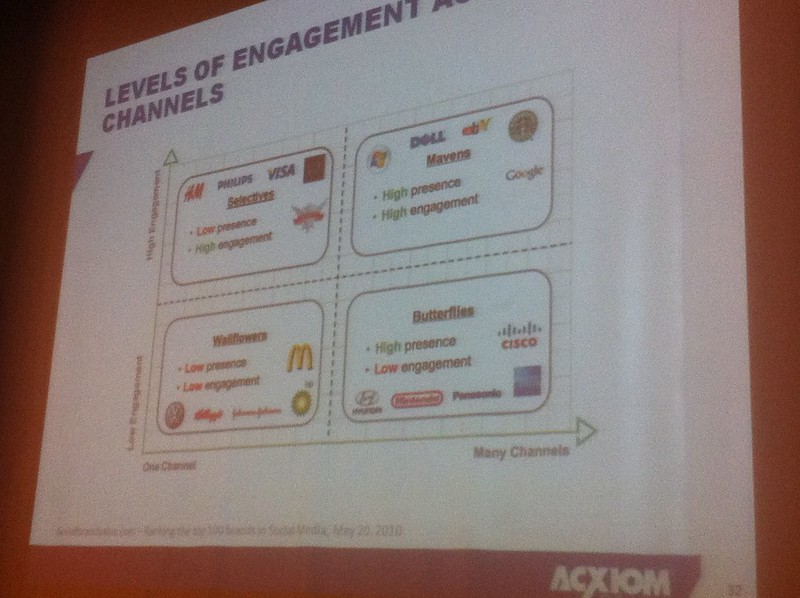 LEVELS OF ENGAGEMENT
CHANNELS
High Engagement
H&M PHILIPS VISA
Selectives
• Low presence
• High engagement
DELL ebY
Mavens
Google
• High presence
• High engagement
Low Engagement
Wallflowers
• Low presence
• Low engagement
bp
Kellogg's Johnson&Johnson
Butterflies
• High presence
• Low engagement
CISCO
HYUNDAI Nintendo Panasonic
One Channel
Many Channels
– Ranking the top 100 Brands in Social Media, May 20, 2010
ACXIOM
32